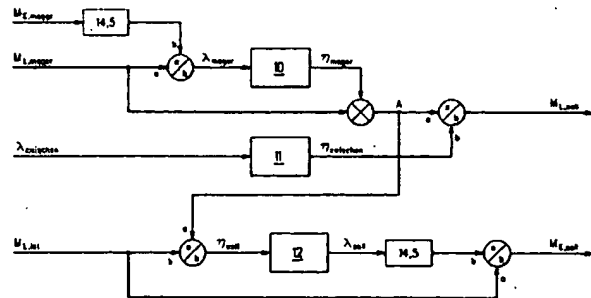 M_E,mager
14,5
b
M_L,mager
a
a/b
λ_mager
10
η_mager
A
a
a/b
M_L,soll
b
λ_zwischen
11
η_zwischen
a
M_L,ist
b
a/b
η_soll
12
λ_soll
14,5
b
a/b
M_E,soll
a